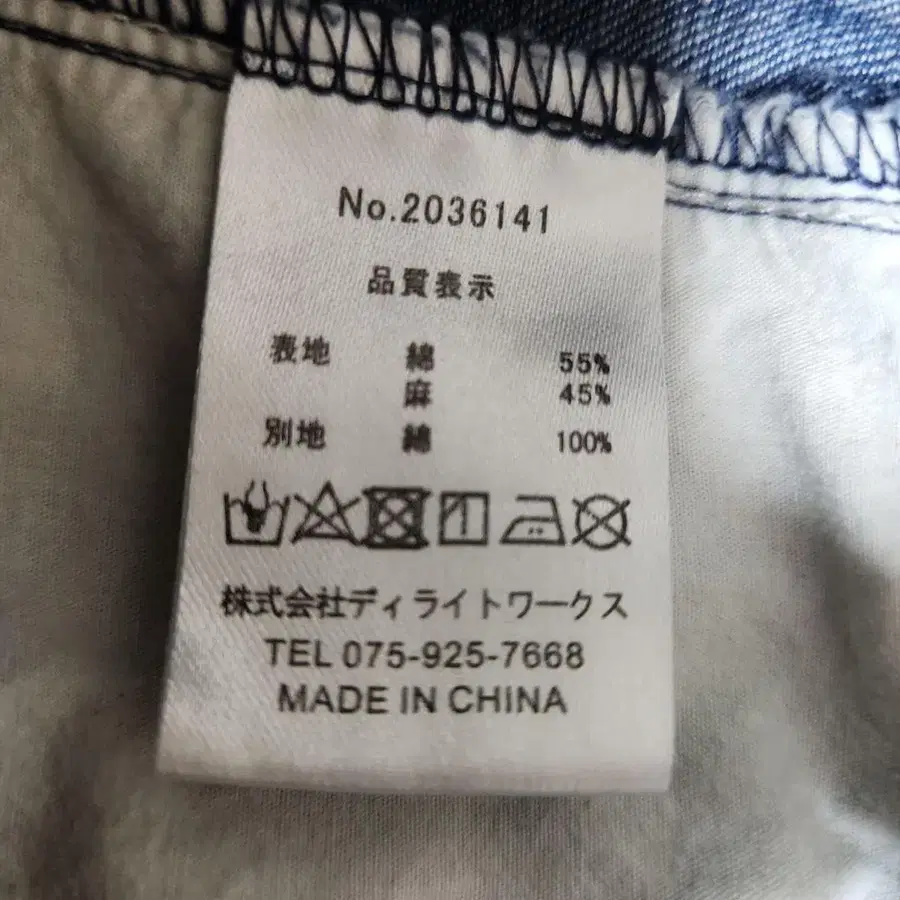 No.2036141
品質表示
表地 綿 55%
麻 45%
別地 綿 100%
株式会社ディライトワークス
TEL 075-925-7668
MADE IN CHINA